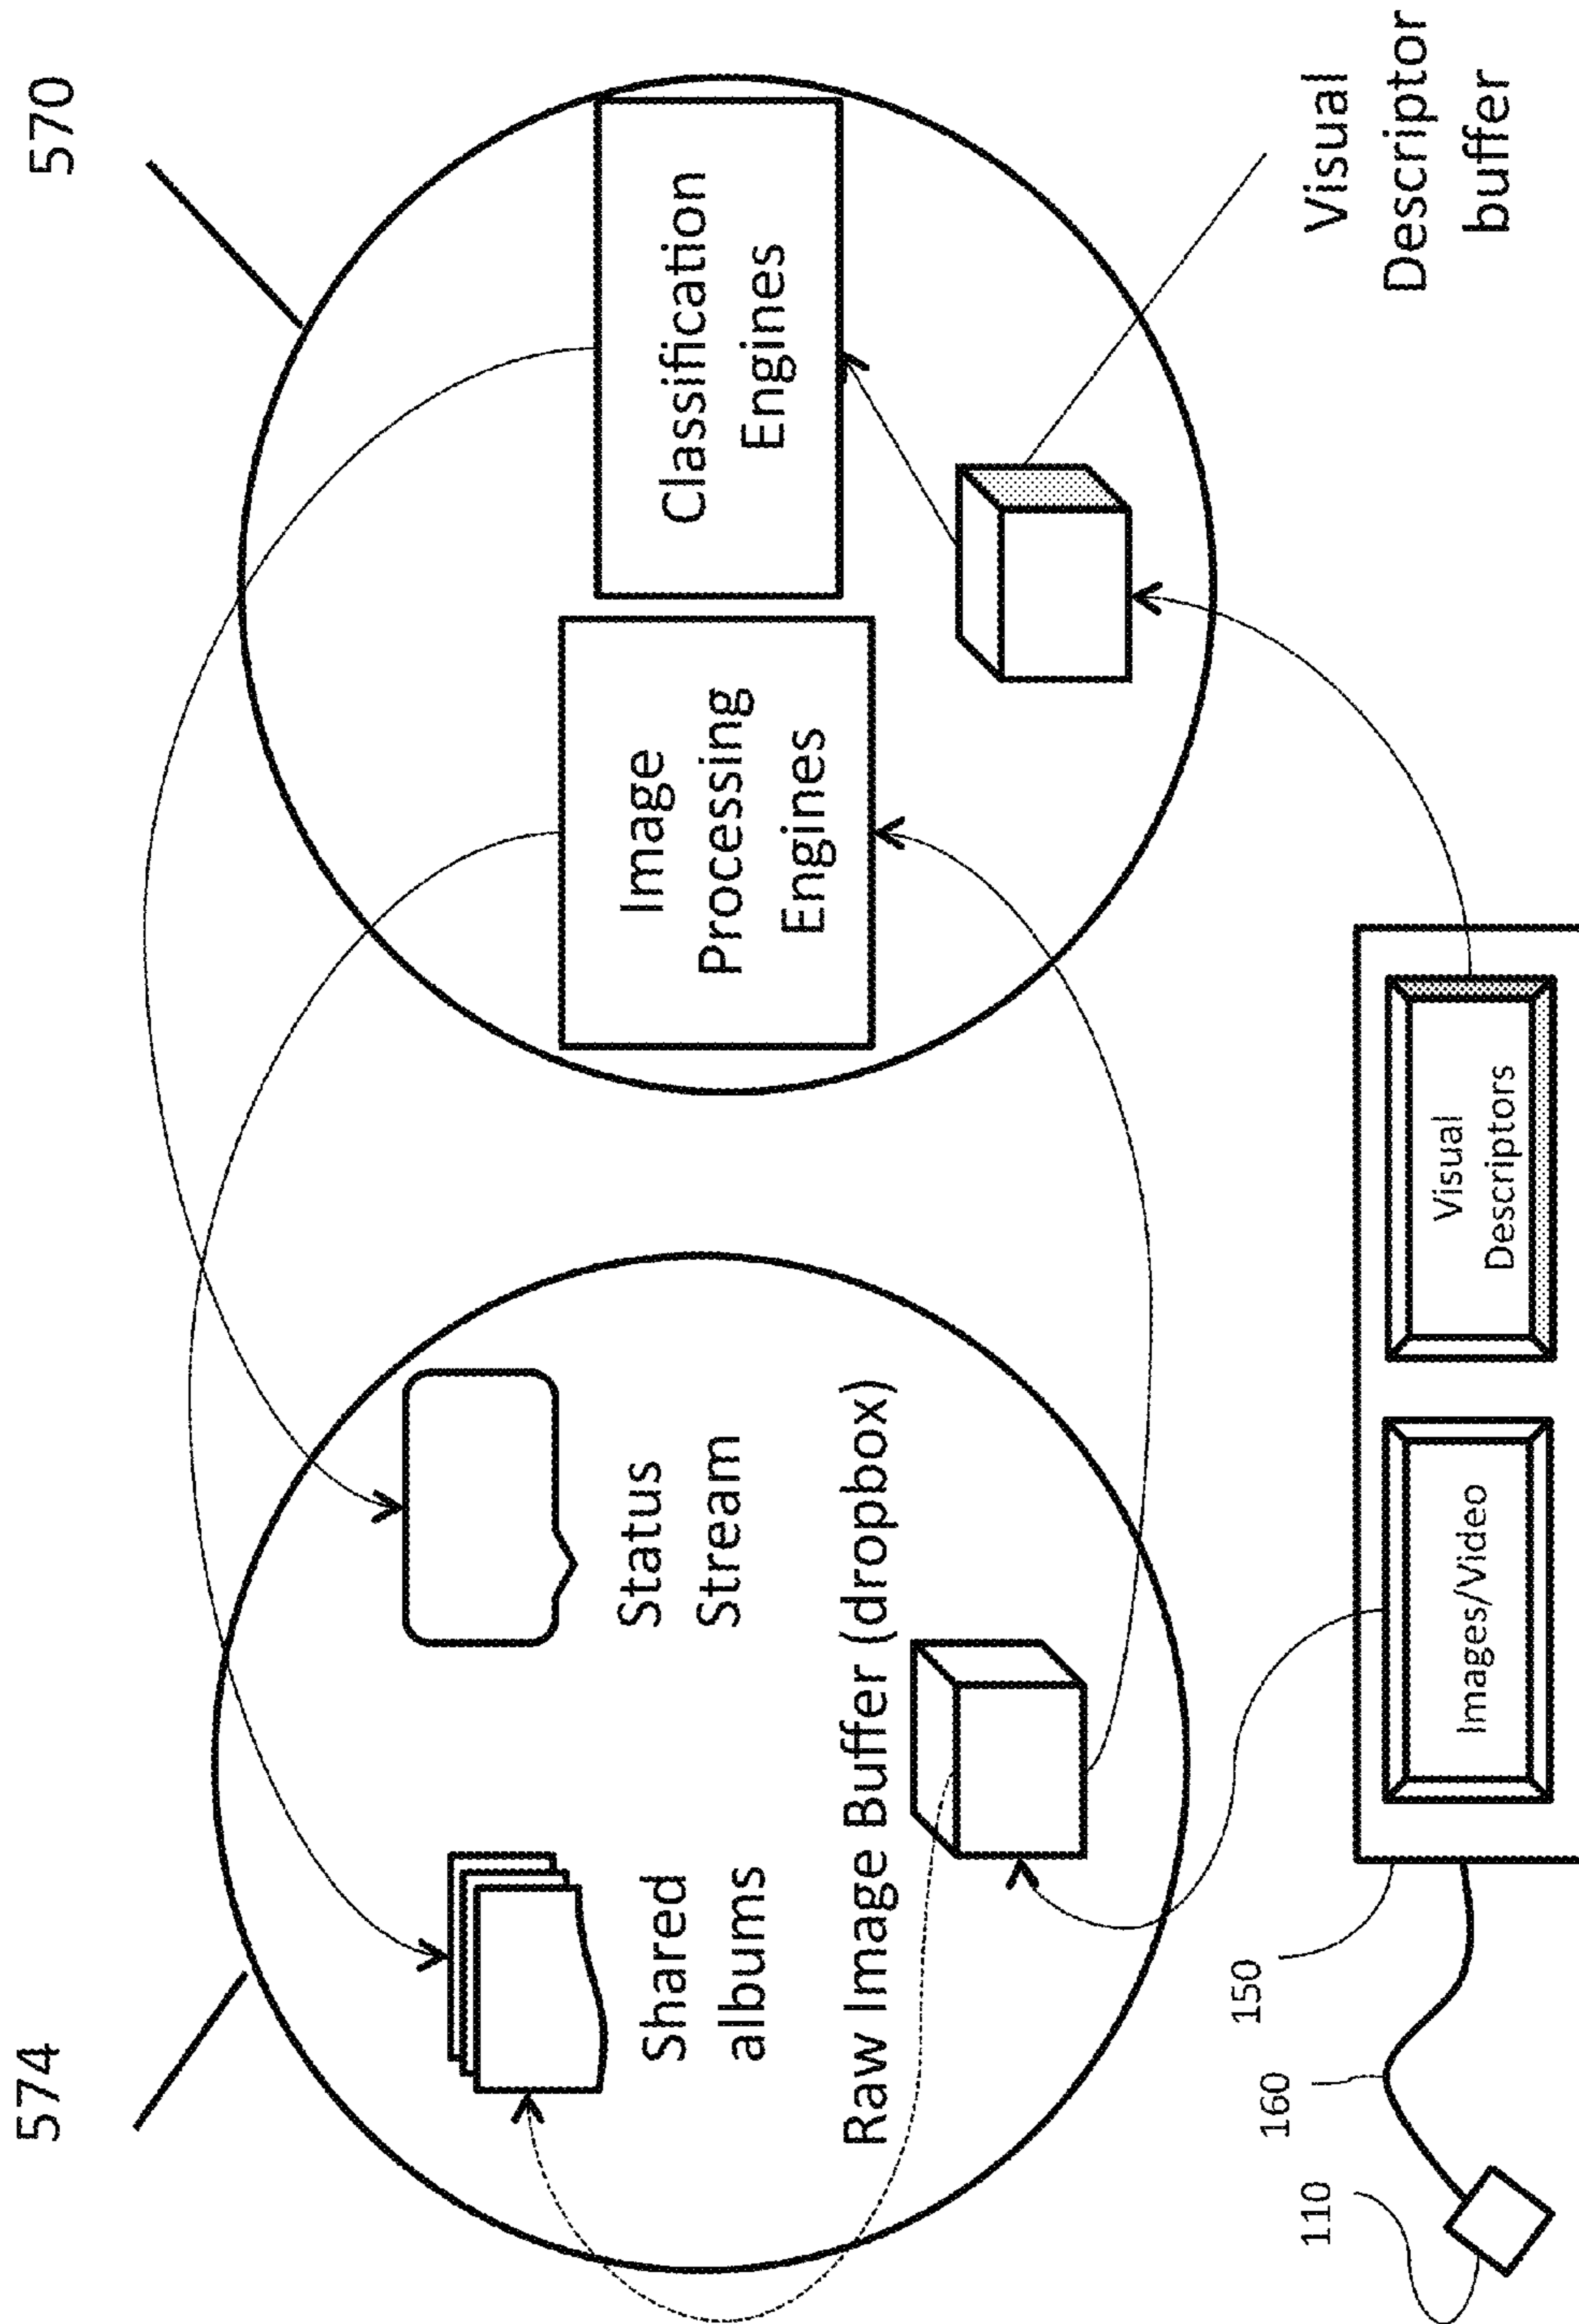 574
570
Shared
albums
Status
Stream
Raw Image Buffer (dropbox)
Image
Processing
Engines
Classification
Engines
Visual
Descriptor
buffer
110
160
150
Images/Video
Visual
Descriptors